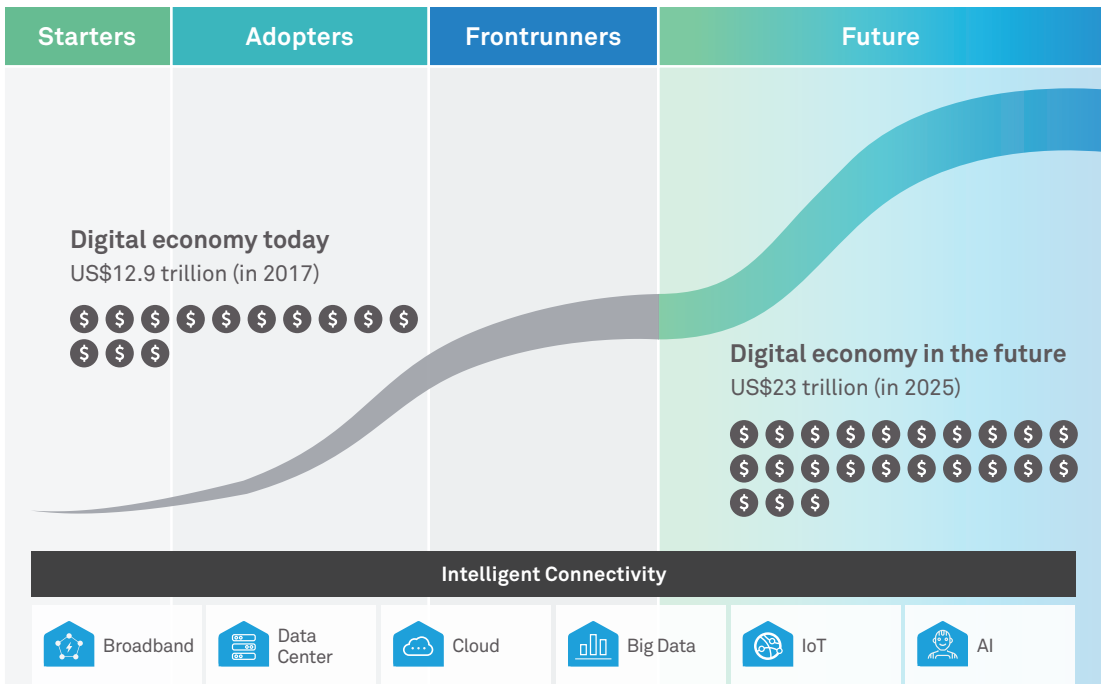 Starters
Adopters
Frontrunners
Future
Digital economy today
US$12.9 trillion (in 2017)
$ $ $ $ $ $ $ $ $ $
$ $ $
Digital economy in the future
US$23 trillion (in 2025)
$ $ $ $ $ $ $ $ $ $
$ $ $ $ $ $ $ $ $ $
$ $ $
Intelligent Connectivity
Broadband
Data
Center
Cloud
Big Data
IoT
AI